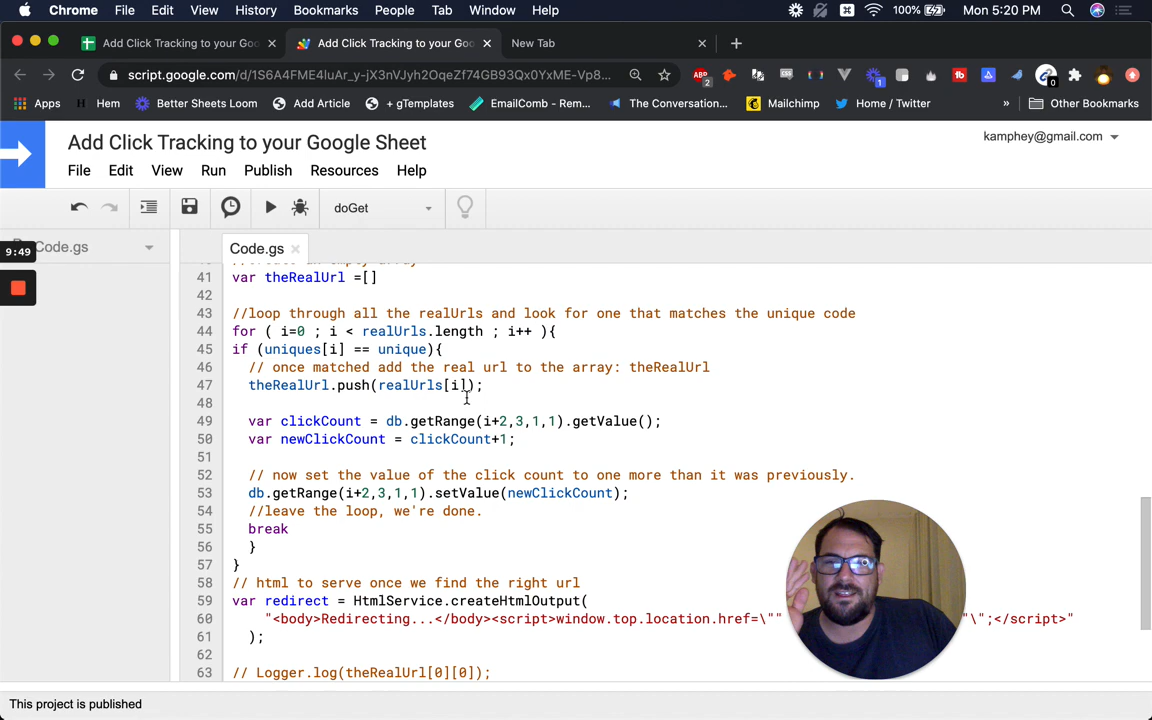 Chrome File Edit View History Bookmarks People Tab Window Help 100% Mon 5:20 PM
Add Click Tracking to your Goo Add Click Tracking to your Goo New Tab
script.google.com/d/1S6A4FME4luAr_y-jX3nVJyh2OqeZf74GB93Qx0YxME-Vp8...
Apps Hem Better Sheets Loom Add Article + gTemplates EmailComb - Rem... The Conversation... Mailchimp Home / Twitter » Other Bookmarks
Add Click Tracking to your Google Sheet
kamphey@gmail.com
File Edit View Run Publish Resources Help
doGet
Code.gs
Code.gs
9:49
41 var theRealUrl =[]
42
43 //loop through all the realUrls and look for one that matches the unique code
44 for ( i=0 ; i < realUrls.length ; i++ ){
45 if (uniques[i] == unique){
46 // once matched add the real url to the array: theRealUrl
47 theRealUrl.push(realUrls[i]);
48
49 var clickCount = db.getRange(i+2,3,1,1).getValue();
50 var newClickCount = clickCount+1;
51
52 // now set the value of the click count to one more than it was previously.
53 db.getRange(i+2,3,1,1).setValue(newClickCount);
54 //leave the loop, we're done.
55 break
56 }
57 }
58 // html to serve once we find the right url
59 var redirect = HtmlService.createHtmlOutput(
60 "<body>Redirecting...</body><script>window.top.location.href=\"" "\";</script>"
61 );
62
63 // Logger.log(theRealUrl[0][0]);
This project is published